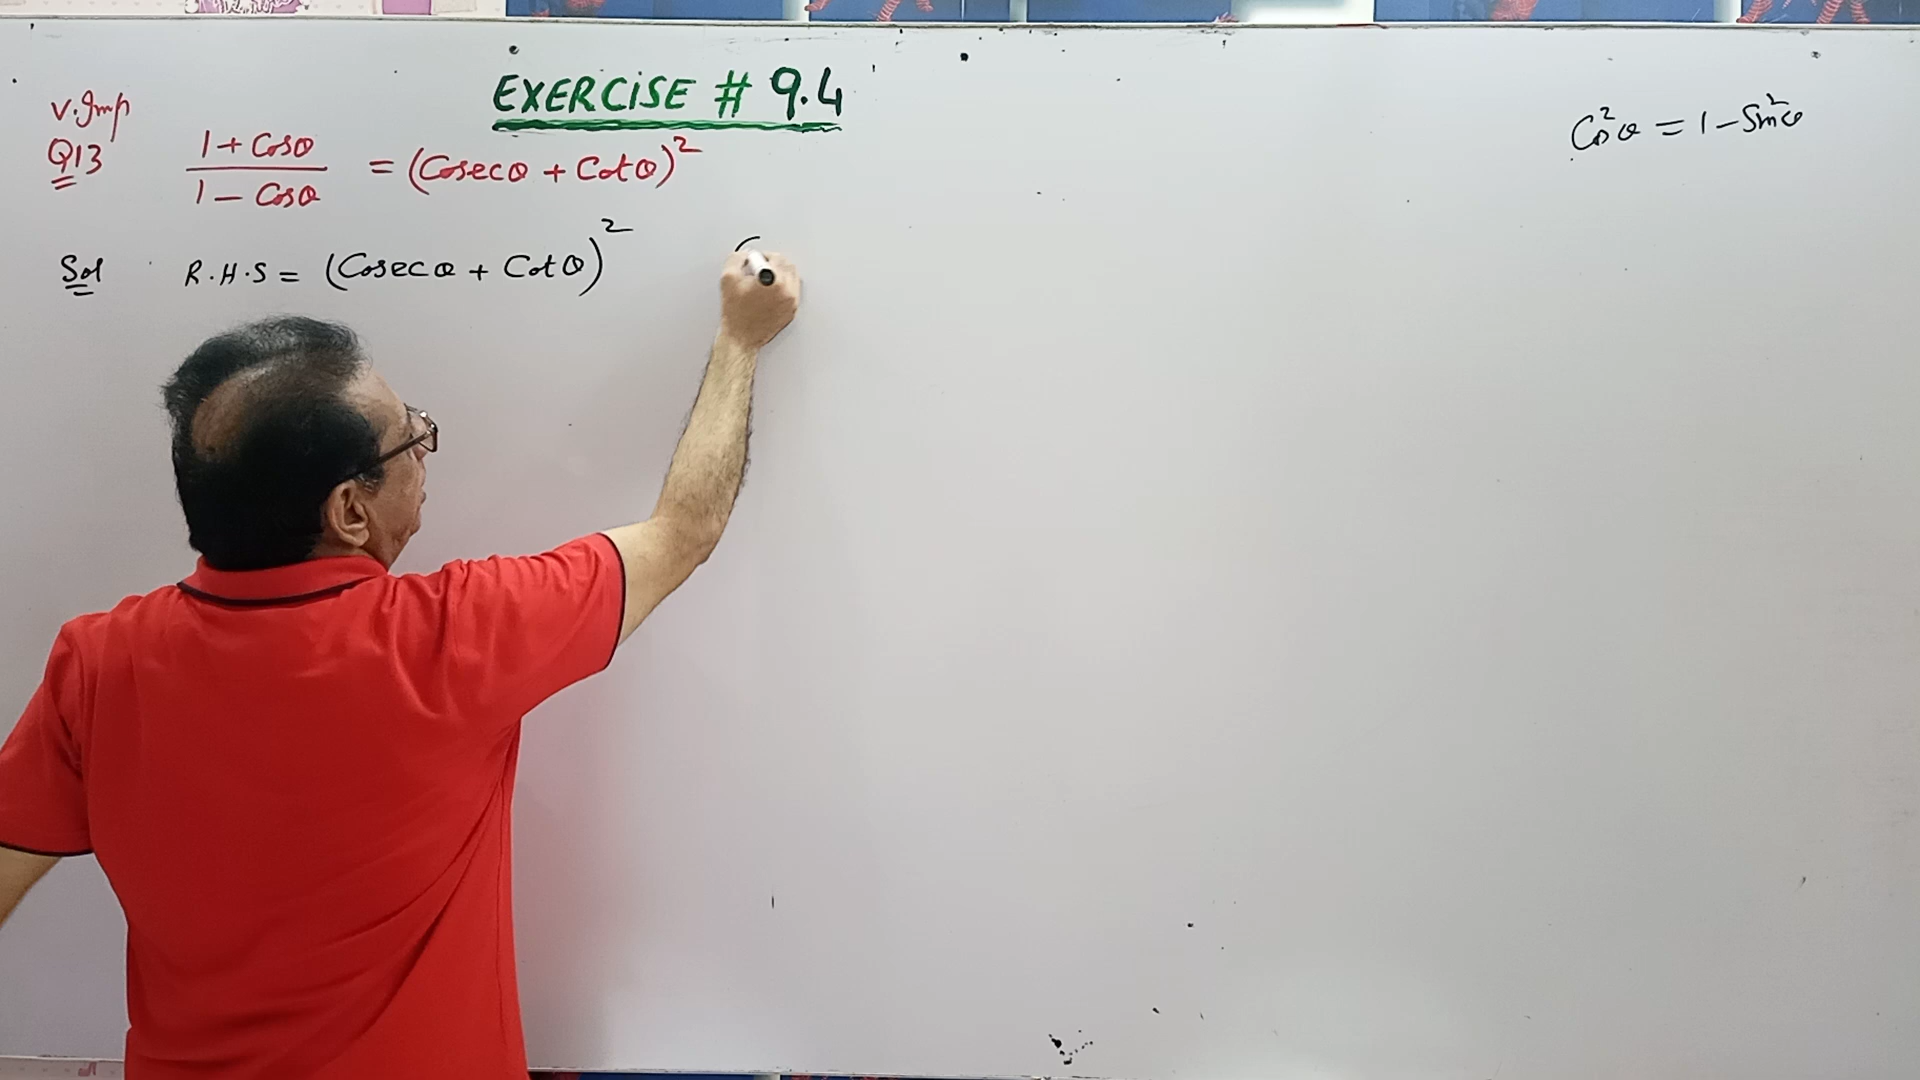 EXERCISE # 9.4
V.Imp
Q13 (1 + Cosθ)/(1 - Cosθ) = (Cosecθ + Cotθ)²
Sol R.H.S = (Cosecθ + Cotθ)²
Cos²θ = 1 - Sin²θ